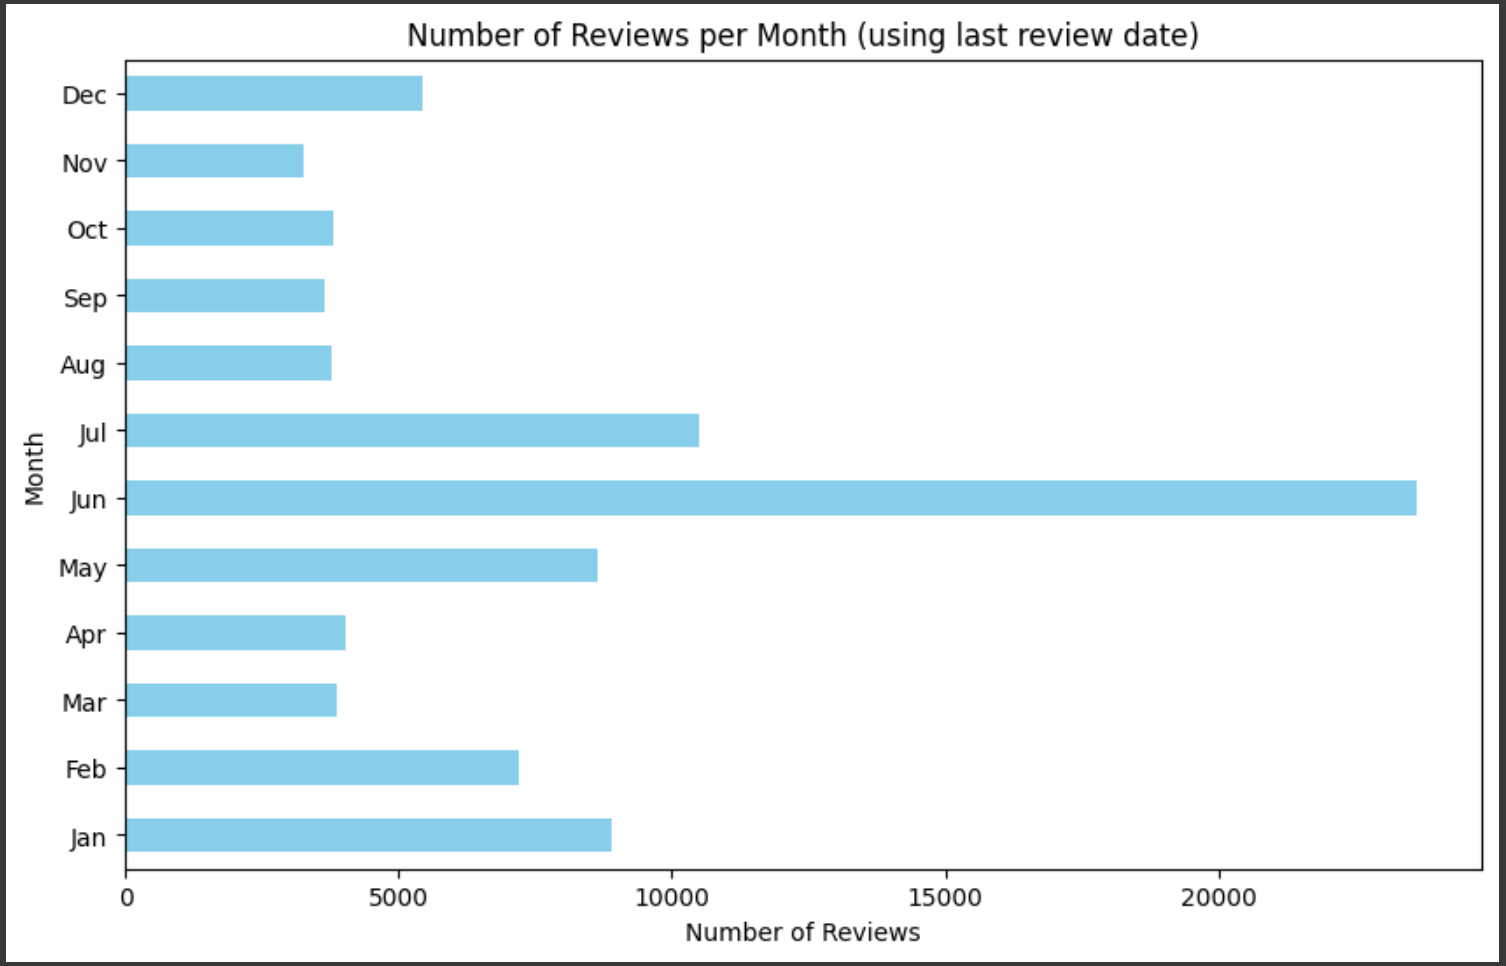 Number of Reviews per Month (using last review date)
Dec
Nov
Oct
Sep
Aug
Jul
Jun
May
Apr
Mar
Feb
Jan
Month
0 5000 10000 15000 20000
Number of Reviews